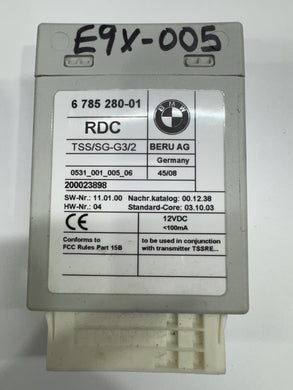 E9X-005
6 785 280-01
RDC
BMW
TSS/SG-G3/2
BERU AG
Germany
0531_001_005_06
45/08
200023898
SW-Nr.: 11.01.00 Nachr.katalog: 00.12.38
HW-Nr.: 04 Standard-Core: 03.10.03
12VDC
<100mA
Conforms to
FCC Rules Part 15B
to be used in conjunction
with transmitter TSSRE...